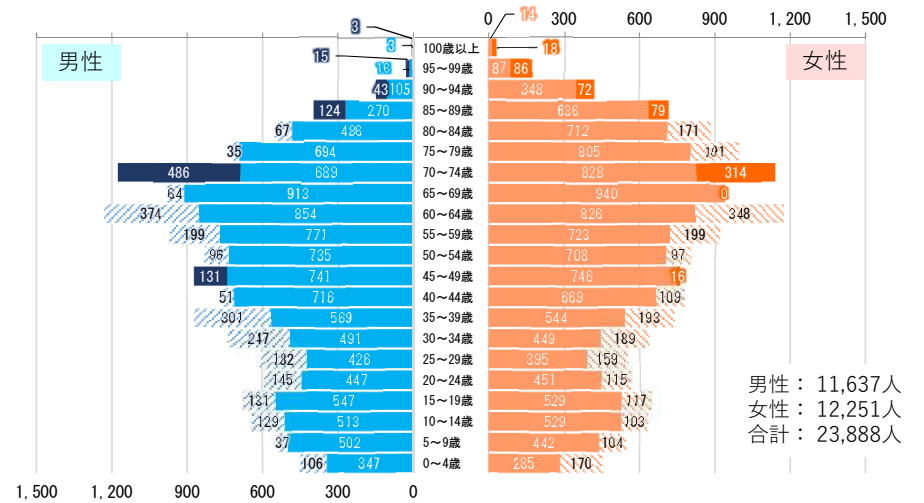 3 0 14 300 600 900 1,200 1,500
男性 3 100歳以上 18 女性
15 16 95～99歳 87 86
43 105 90～94歳 348 72
124 270 85～89歳 636 79
67 486 80～84歳 712 171
35 694 75～79歳 805 191
486 689 70～74歳 828 314
64 913 65～69歳 940 0
374 854 60～64歳 826 348
199 771 55～59歳 723 199
96 735 50～54歳 708 97
131 741 45～49歳 746 16
51 716 40～44歳 669 109
301 569 35～39歳 544 193
247 491 30～34歳 449 189
182 426 25～29歳 395 159
145 447 20～24歳 451 115
131 547 15～19歳 529 117
129 513 10～14歳 529 103
37 502 5～9歳 442 104
106 347 0～4歳 285 170
男性： 11,637人
女性： 12,251人
合計： 23,888人
1,500 1,200 900 600 300 0